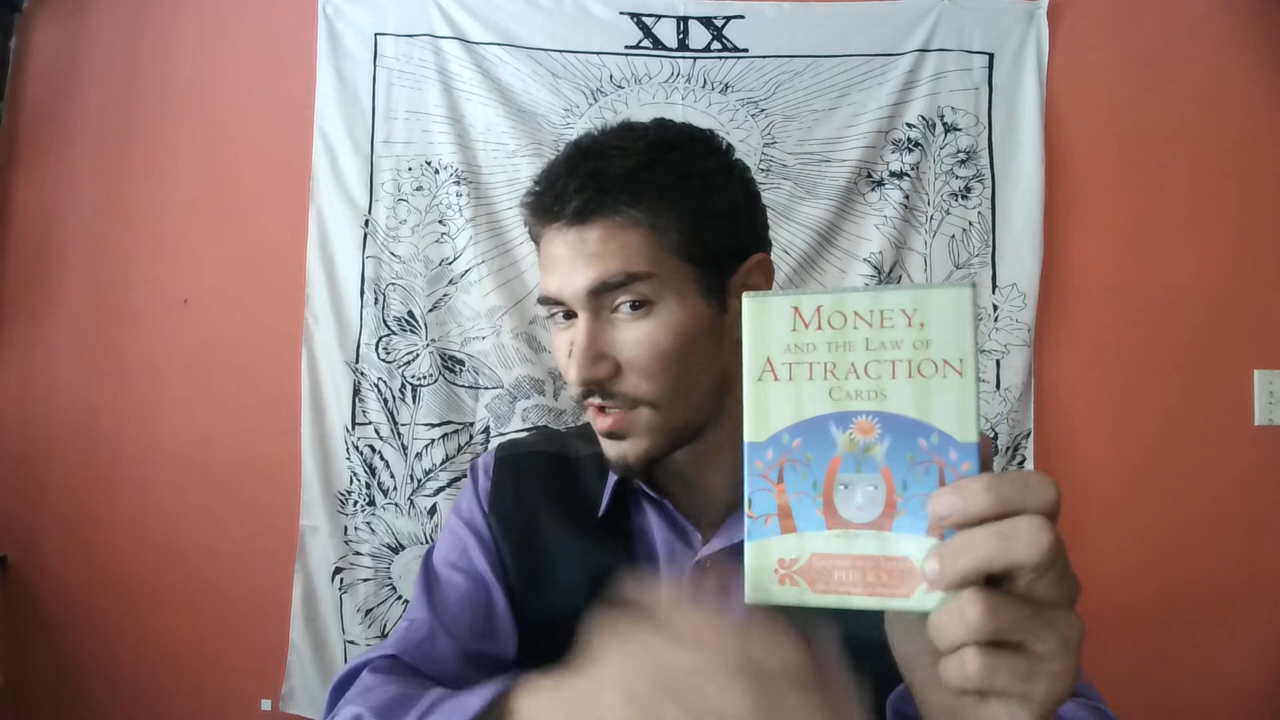 XIX
MONEY,
AND THE LAW OF
ATTRACTION
CARDS